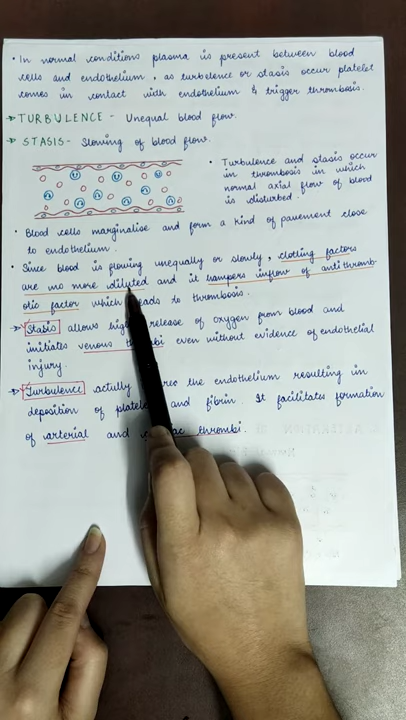 • In normal conditions plasma is present between blood
cells and endothelium, as turbelence or stasis occur platelet
comes in contact with endothelium & trigger thrombosis.
→ TURBULENCE - Unequal blood flow.
→ STASIS - Slowing of blood flow.
• Turbulence and stasis occur
in thrombosis in which
normal axial flow of blood
is disturbed.
• Blood cells marginalise and form a kind of pavement close
to endothelium.
• Since blood is flowing unequally or slowly, clotting factors
are no more diluted and it hampers inflow of antithromb
otic factor which leads to thrombosis.
→ Stasis allows release of oxygen from blood and
initiates venous thrombi even without evidence of endothelial
injury.
→ Turbulence actully the endothelium resulting in
deposition of platelet and fibrin. It facilitates formation
of arterial and thrombi.